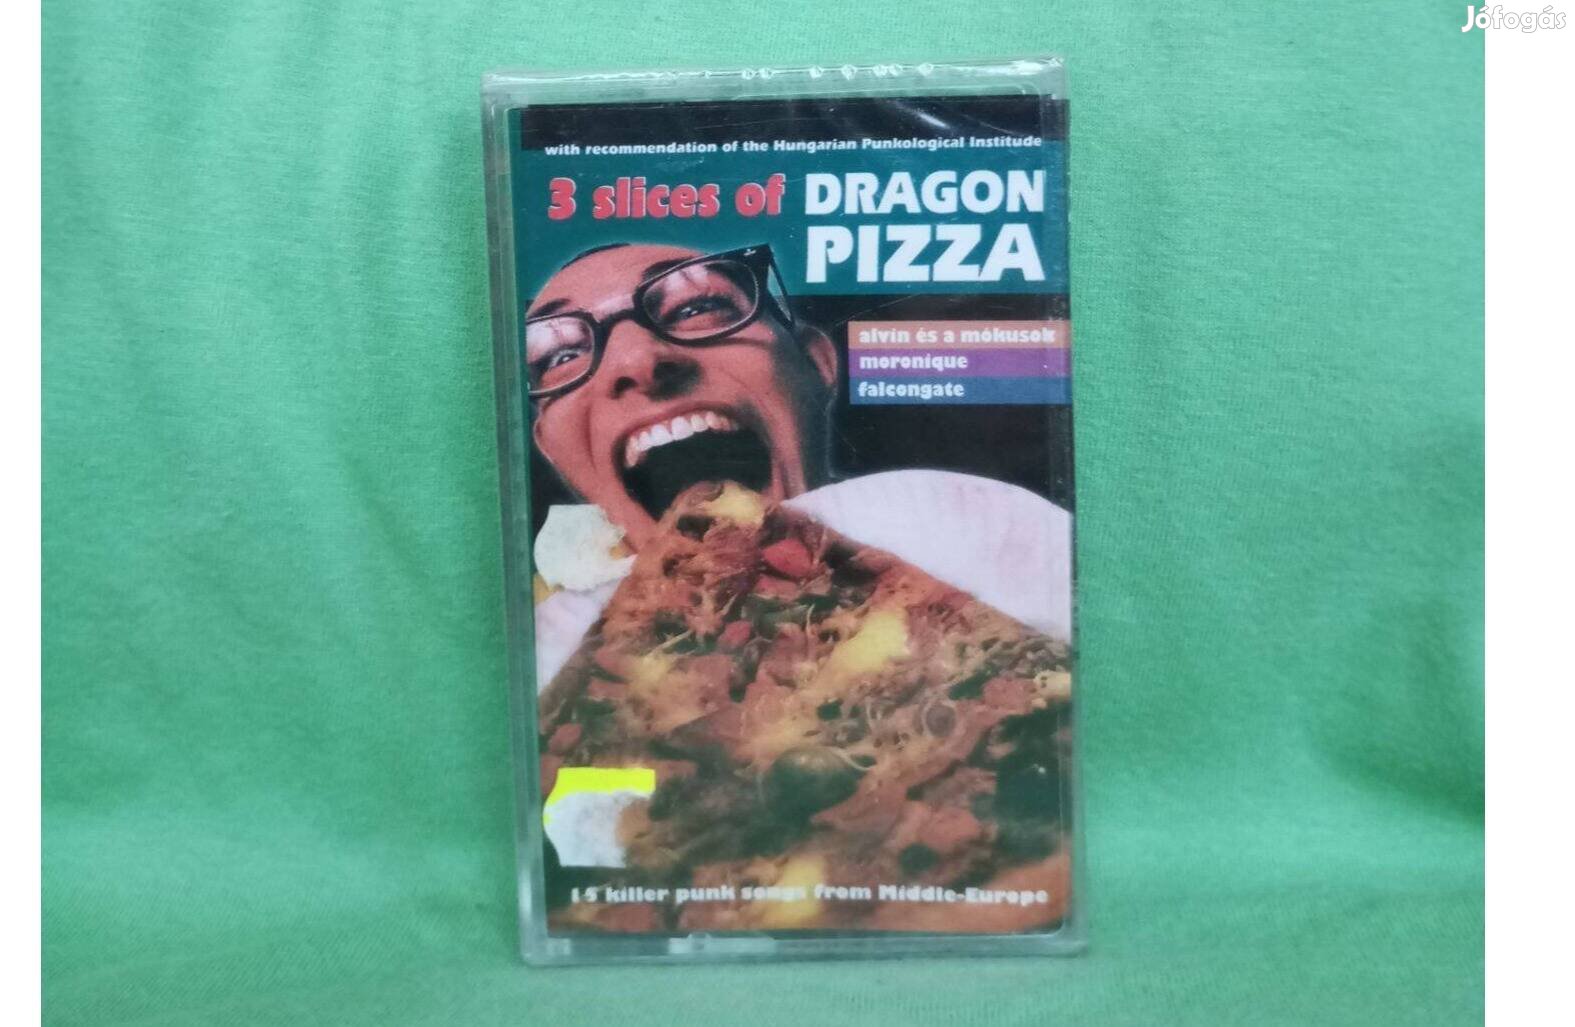 Jófogás
with recommendation of the Hungarian Punkological Institude
3 slices of DRAGON
PIZZA
alvin és a mókusok
moronique
falcongate
15 killer punk songs from Middle-Europe